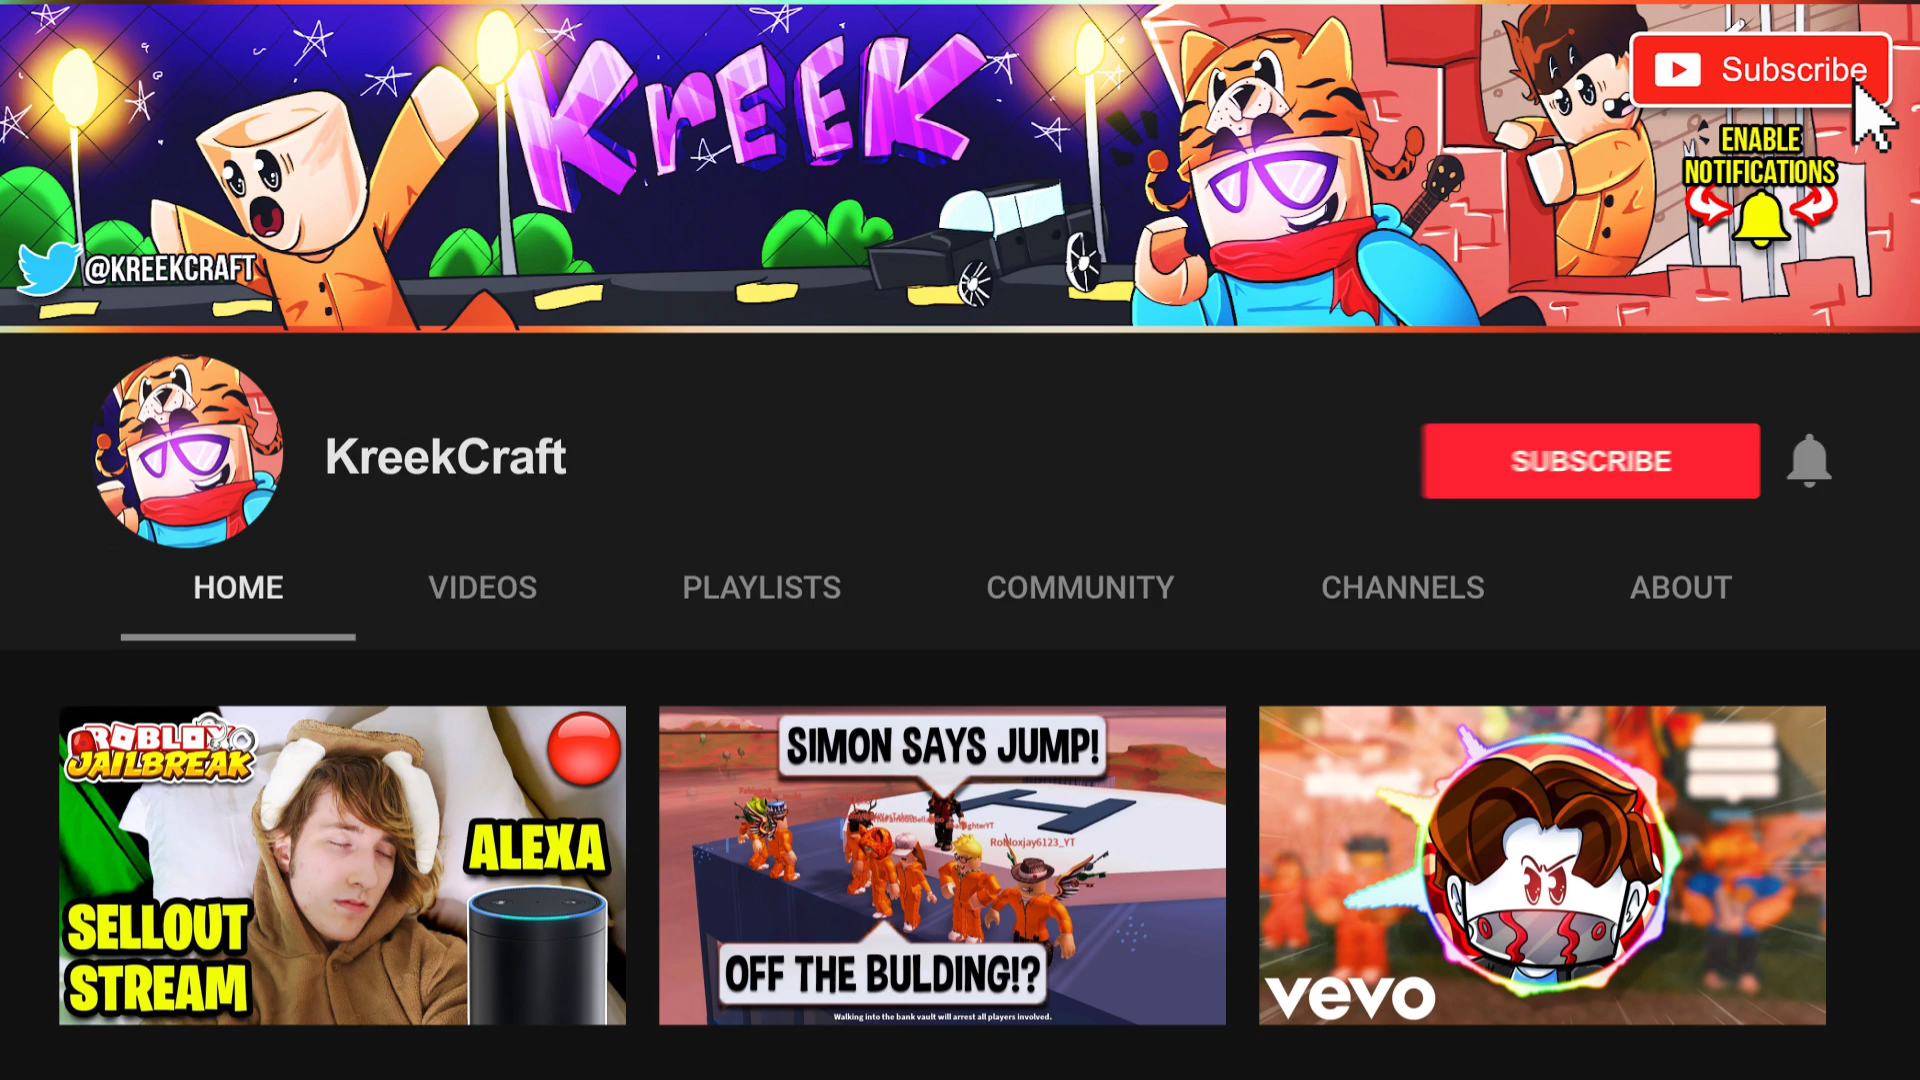 KREEK
Subscribe
ENABLE
NOTIFICATIONS
@KREEKCRAFT
KreekCraft
SUBSCRIBE
HOME
VIDEOS
PLAYLISTS
COMMUNITY
CHANNELS
ABOUT
ROBLOX
JAILBREAK
ALEXA
SELLOUT
STREAM
SIMON SAYS JUMP!
Robloxjay6123_YT
OFF THE BULDING!?
Walking into the bank vault will arrest all players involved.
vevo